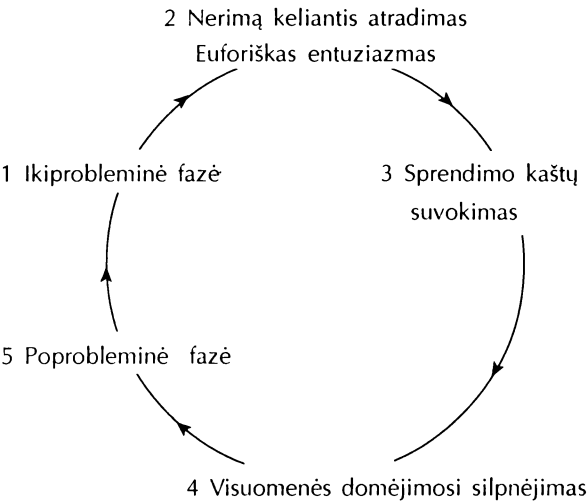 2 Nerimą keliantis atradimas
Euforiškas entuziazmas
1 Ikiprobleminė fazė
3 Sprendimo kaštų
suvokimas
5 Poprobleminė fazė
4 Visuomenės domėjimosi silpnėjimas